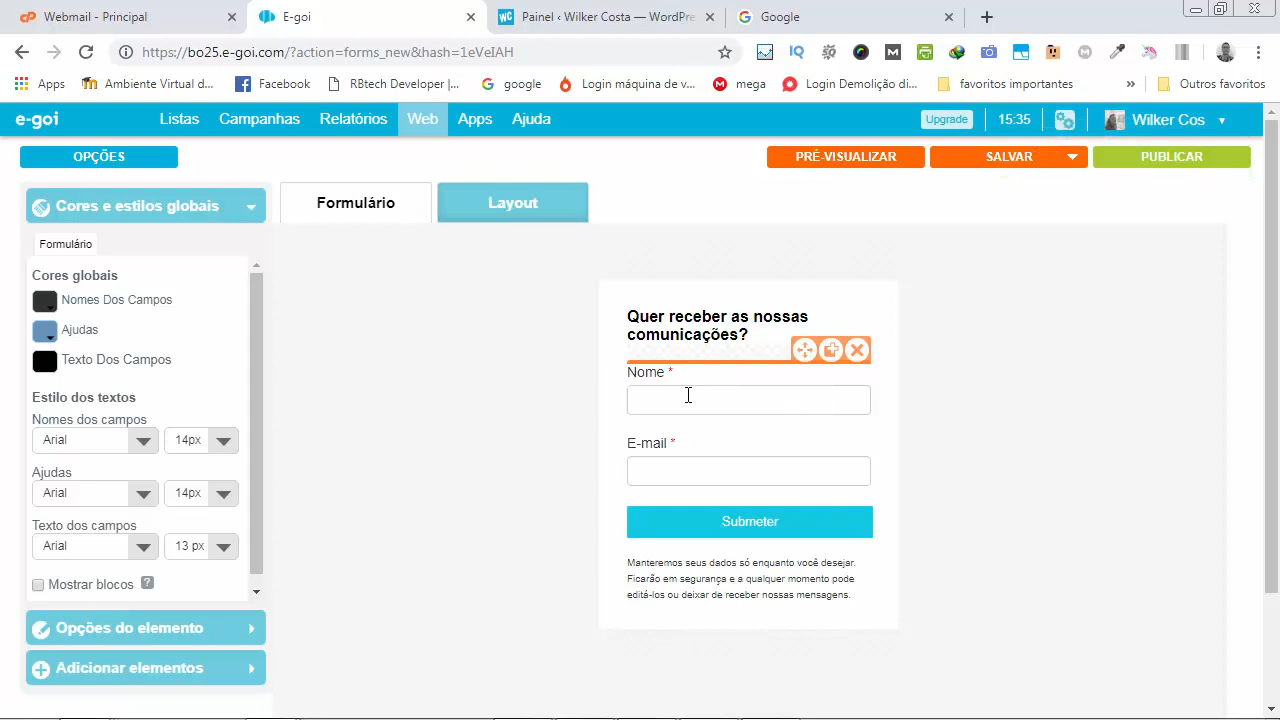 Webmail - Principal
E-goi
Painel ‹ Wilker Costa — WordPre
Google
https://bo25.e-goi.com/?action=forms_new&hash=1eVeIAH
Apps
Ambiente Virtual d...
Facebook
RBtech Developer |...
google
Login máquina de v...
mega
Login Demolição di...
favoritos importantes
»
Outros favoritos
e-goi
Listas
Campanhas
Relatórios
Web
Apps
Ajuda
Upgrade
15:35
Wilker Cos
OPÇÕES
PRÉ-VISUALIZAR
SALVAR
PUBLICAR
Cores e estilos globais
Formulário
Layout
Formulário
Cores globais
Nomes Dos Campos
Ajudas
Texto Dos Campos
Estilo dos textos
Nomes dos campos
Arial
14px
Ajudas
Arial
14px
Texto dos campos
Arial
13 px
Mostrar blocos ?
Opções do elemento
Adicionar elementos
Quer receber as nossas
comunicações?
Nome *
E-mail *
Submeter
Manteremos seus dados só enquanto você desejar.
Ficarão em segurança e a qualquer momento pode
editá-los ou deixar de receber nossas mensagens.